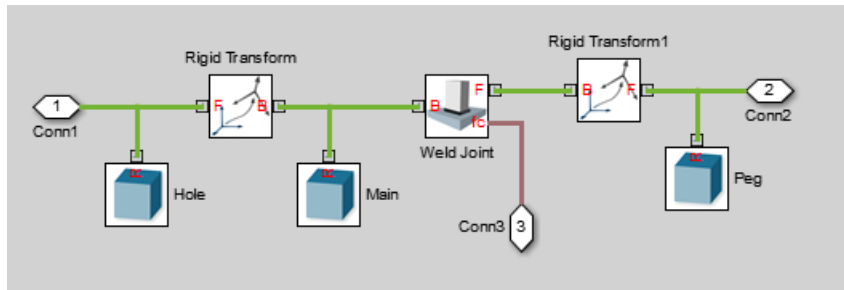 Rigid Transform
Rigid Transform1
1
F
B
B
F
fc
B
F
2
Conn1
Conn2
Weld Joint
R
Hole
R
Main
R
Peg
Conn3
3